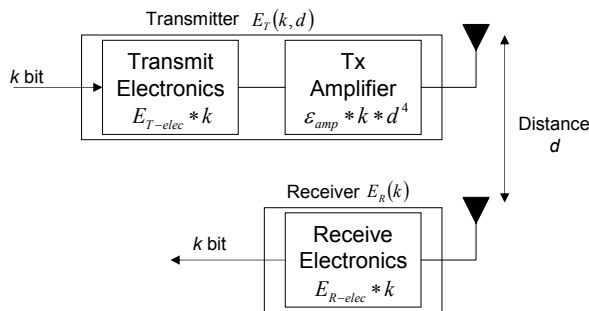 Transmitter E_T(k, d)
k bit
Transmit
Electronics
E_{T-elec} * k
Tx
Amplifier
ε_{amp} * k * d^4
Distance
d
Receiver E_R(k)
k bit
Receive
Electronics
E_{R-elec} * k